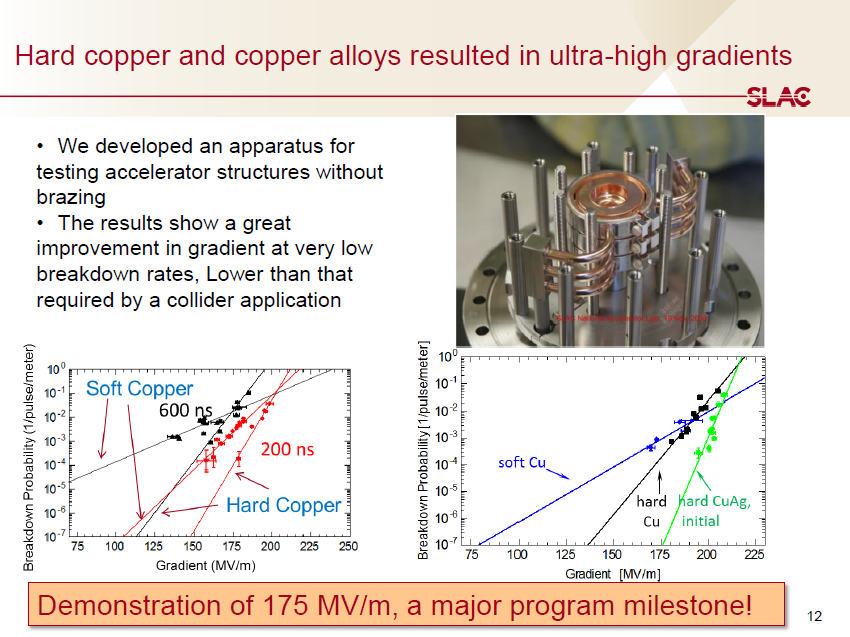 Hard copper and copper alloys resulted in ultra-high gradients
SLAC
• We developed an apparatus for
testing accelerator structures without
brazing
• The results show a great
improvement in gradient at very low
breakdown rates, Lower than that
required by a collider application
Breakdown Probability (1/pulse/meter)
10⁰
10⁻¹
10⁻²
10⁻³
10⁻⁴
10⁻⁵
10⁻⁶
10⁻⁷
Soft Copper
600 ns
200 ns
Hard Copper
75 100 125 150 175 200 225 250
Gradient (MV/m)
Breakdown Probability [1/pulse/meter]
10⁰
10⁻¹
10⁻²
10⁻³
10⁻⁴
10⁻⁵
10⁻⁶
10⁻⁷
soft Cu
hard
Cu
hard CuAg,
initial
75 100 125 150 175 200 225
Gradient [MV/m]
Demonstration of 175 MV/m, a major program milestone!
12